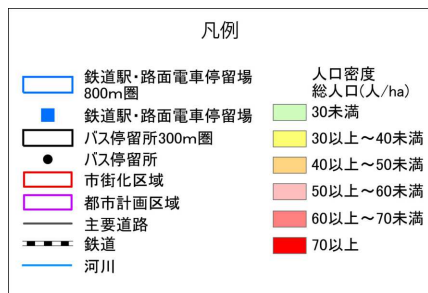 凡例
鉄道駅・路面電車停留場
800m圏
鉄道駅・路面電車停留場
バス停留所300m圏
バス停留所
市街化区域
都市計画区域
主要道路
鉄道
河川
人口密度
総人口(人/ha)
30未満
30以上～40未満
40以上～50未満
50以上～60未満
60以上～70未満
70以上